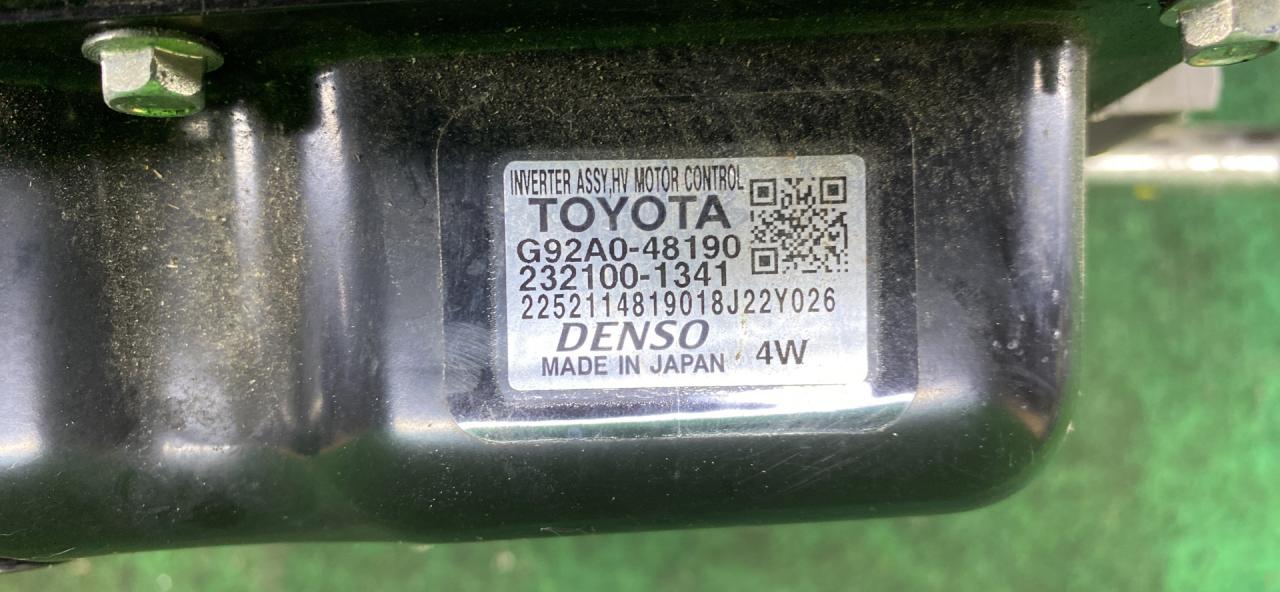 INVERTER ASSY,HV MOTOR CONTROL
TOYOTA
G92A0-48190
232100-1341
2252114819018J22Y026
DENSO
MADE IN JAPAN 4W